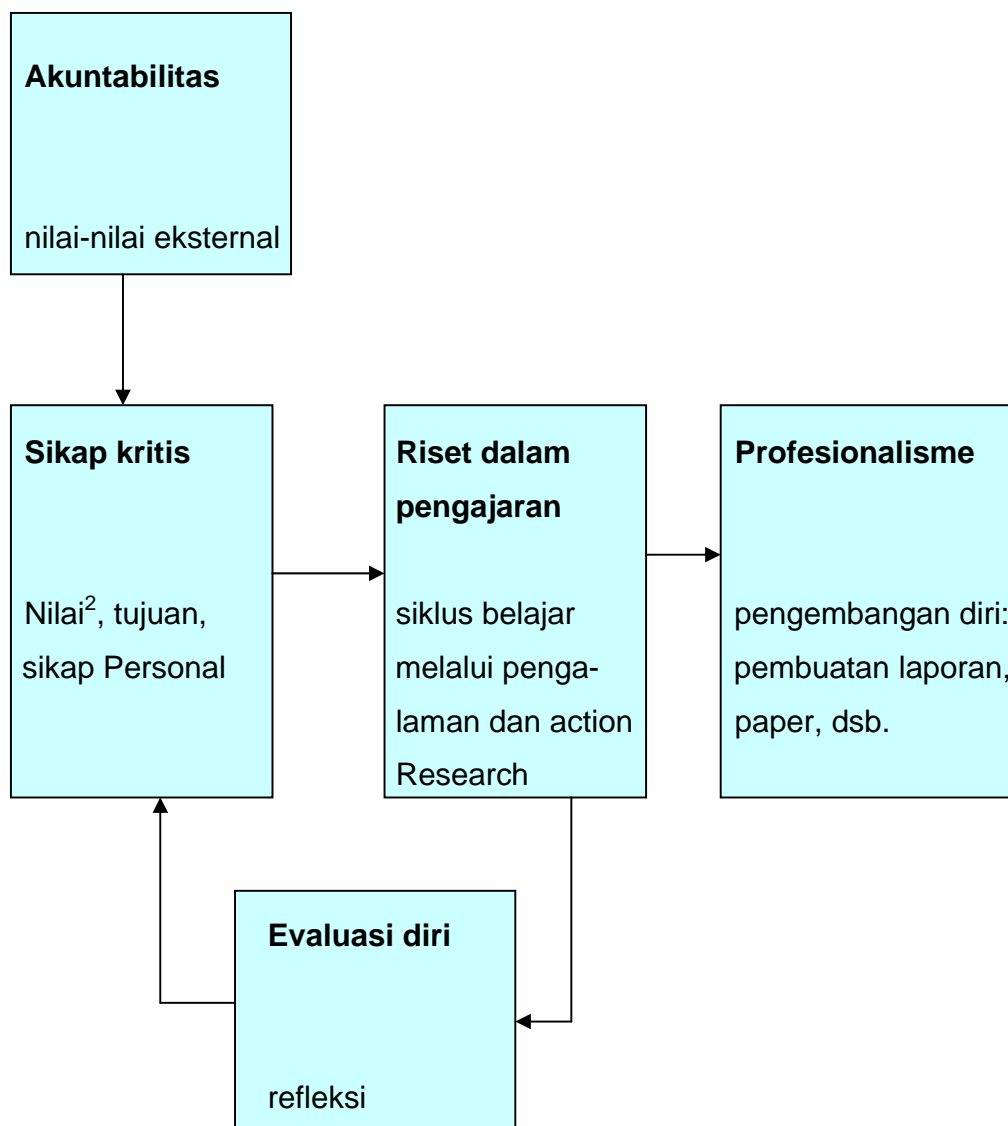 Akuntabilitas
nilai-nilai eksternal
Sikap kritis
Nilai², tujuan,
sikap Personal
Riset dalam
pengajaran
siklus belajar
melalui penga-
laman dan action
Research
Profesionalisme
pengembangan diri:
pembuatan laporan,
paper, dsb.
Evaluasi diri
refleksi